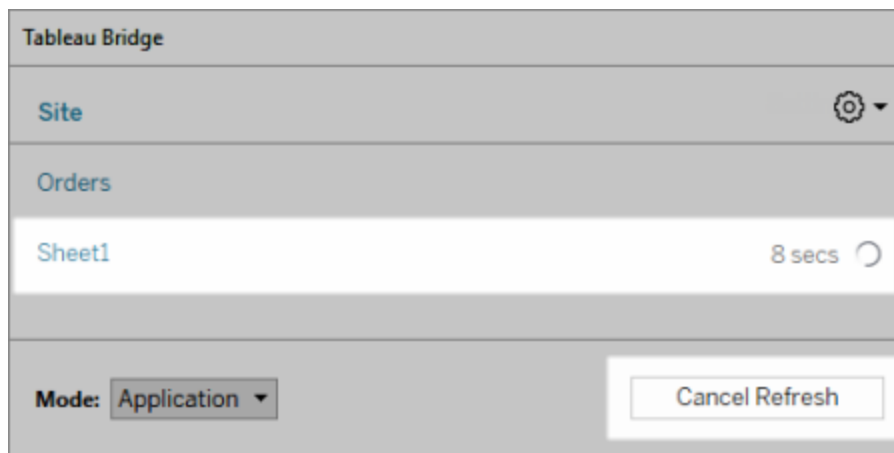 Tableau Bridge
Site
Orders
Sheet1 8 secs
Mode: Application Cancel Refresh